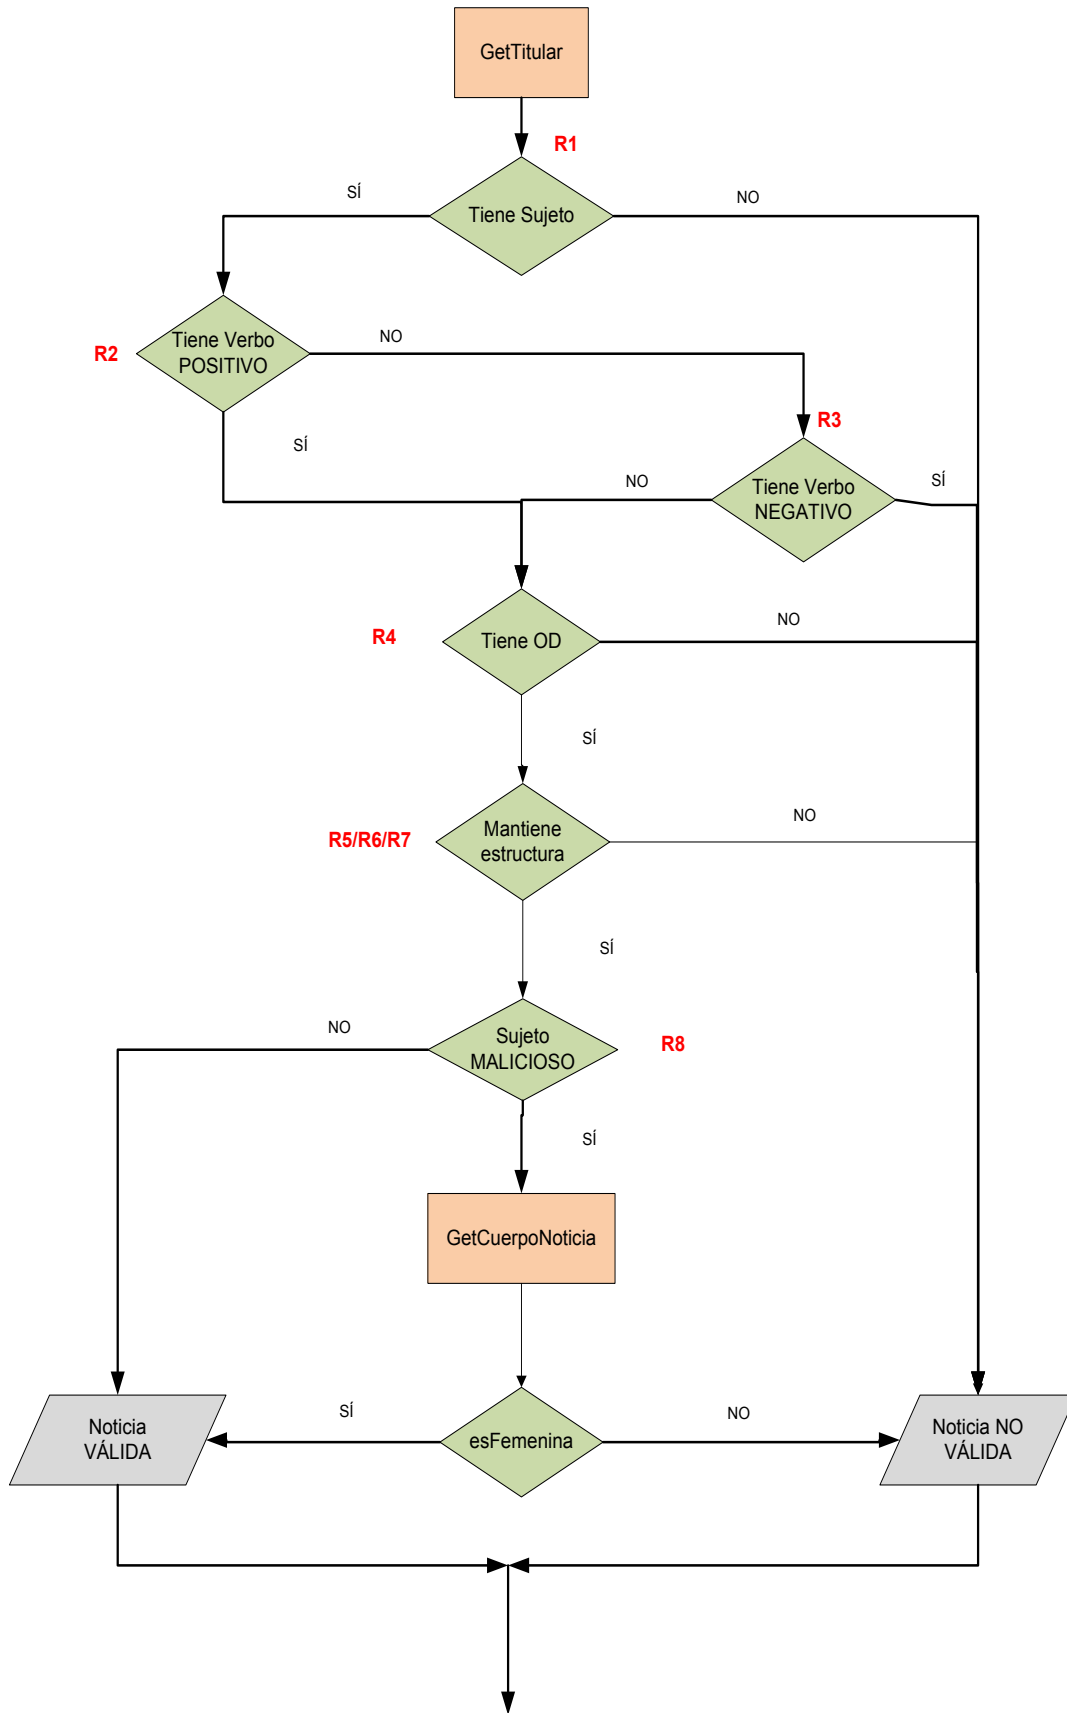 GetTitular
R1
SÍ
NO
Tiene Sujeto
Tiene Verbo
POSITIVO
R2
NO
R3
SÍ
NO
SÍ
Tiene Verbo
NEGATIVO
R4
Tiene OD
NO
SÍ
R5/R6/R7
Mantiene
estructura
NO
SÍ
NO
Sujeto
MALICIOSO
R8
SÍ
GetCuerpoNoticia
Noticia
VÁLIDA
SÍ
esFemenina
NO
Noticia NO
VÁLIDA